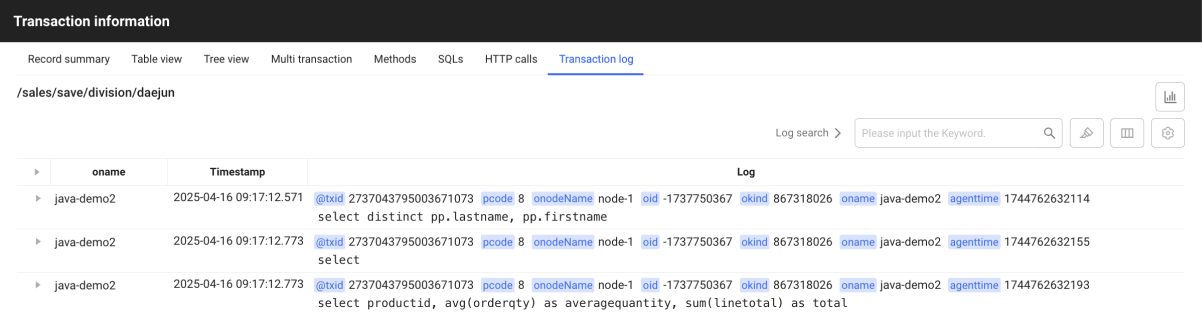 Transaction information
Record summary Table view Tree view Multi transaction Methods SQLs HTTP calls Transaction log
/sales/save/division/daejun
Log search Please input the Keyword.
oname Timestamp Log
java-demo2 2025-04-16 09:17:12.571 @txid 2737043795003671073 pcode 8 onodeName node-1 oid -1737750367 okind 867318026 oname java-demo2 agenttime 1744762632114
select distinct pp.lastname, pp.firstname
java-demo2 2025-04-16 09:17:12.773 @txid 2737043795003671073 pcode 8 onodeName node-1 oid -1737750367 okind 867318026 oname java-demo2 agenttime 1744762632155
select
java-demo2 2025-04-16 09:17:12.773 @txid 2737043795003671073 pcode 8 onodeName node-1 oid -1737750367 okind 867318026 oname java-demo2 agenttime 1744762632193
select productid, avg(orderqty) as averagequantity, sum(linetotal) as total